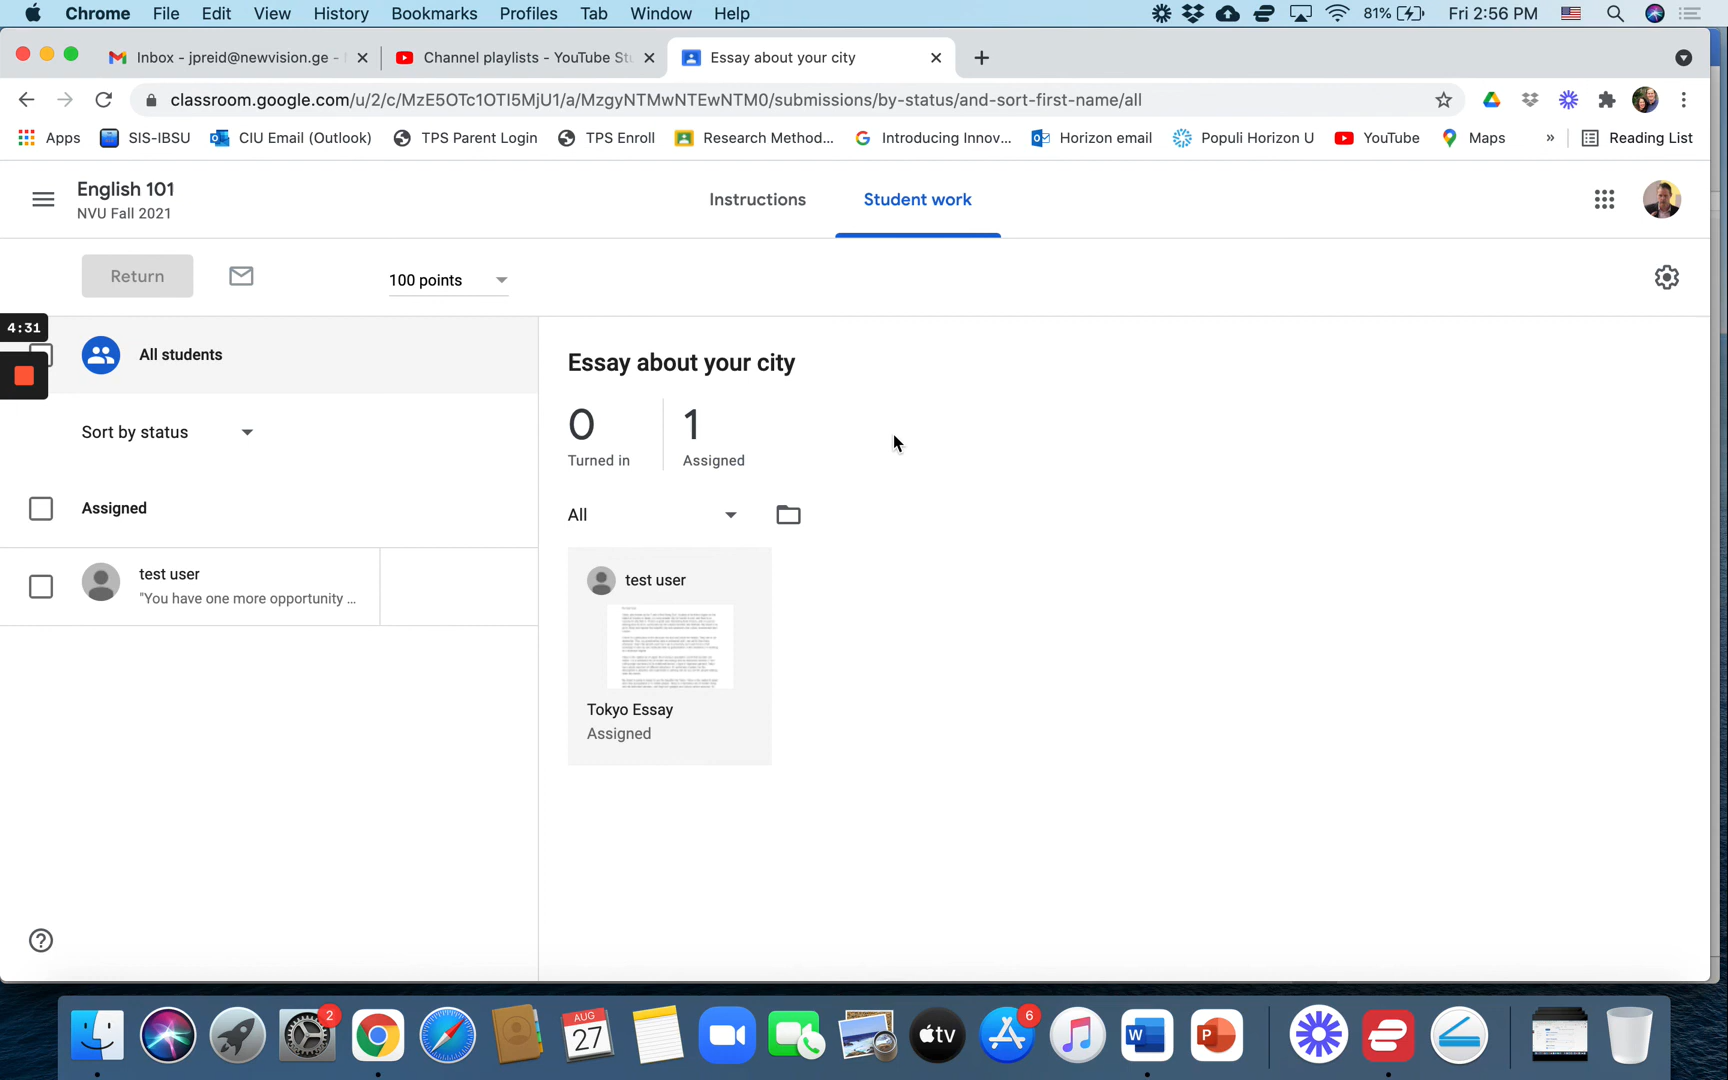 Chrome File Edit View History Bookmarks Profiles Tab Window Help 81% Fri 2:56 PM
Inbox - jpreid@newvision.ge - Channel playlists - YouTube Stu Essay about your city
classroom.google.com/u/2/c/MzE5OTc1OTI5MjU1/a/MzgyNTMwNTEwNTM0/submissions/by-status/and-sort-first-name/all
Apps SIS-IBSU CIU Email (Outlook) TPS Parent Login TPS Enroll Research Method... Introducing Innov... Horizon email Populi Horizon U YouTube Maps » Reading List
English 101
NVU Fall 2021
Instructions
Student work
Return
100 points
4:31
All students
Sort by status
Assigned
test user
"You have one more opportunity ...
Essay about your city
0 1
Turned in Assigned
All
test user
Tokyo Essay
Assigned
2
AUG
27
tv
6
W
P